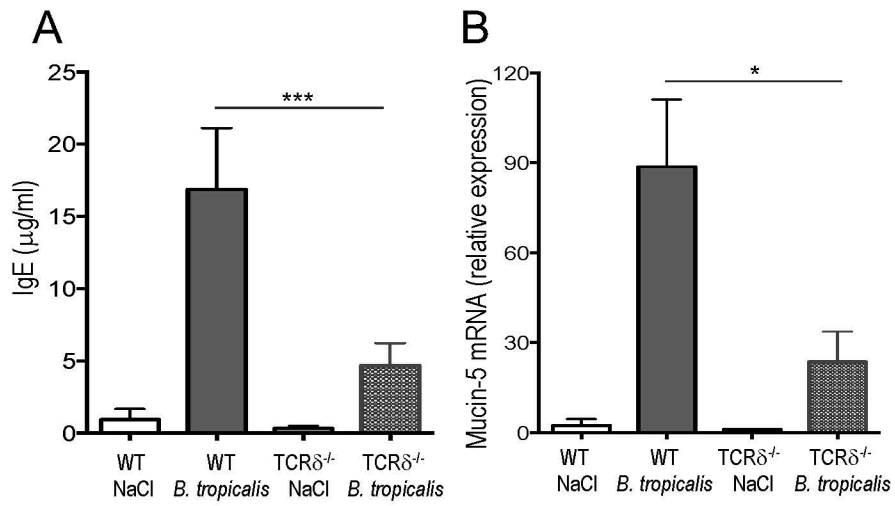 A
25
20
15
10
5
0
IgE (μg/ml)
***
WT NaCl
WT B. tropicalis
TCRδ-/- NaCl
TCRδ-/- B. tropicalis
B
120
90
60
30
0
Mucin-5 mRNA (relative expression)
*
WT NaCl
WT B. tropicalis
TCRδ-/- NaCl
TCRδ-/- B. tropicalis